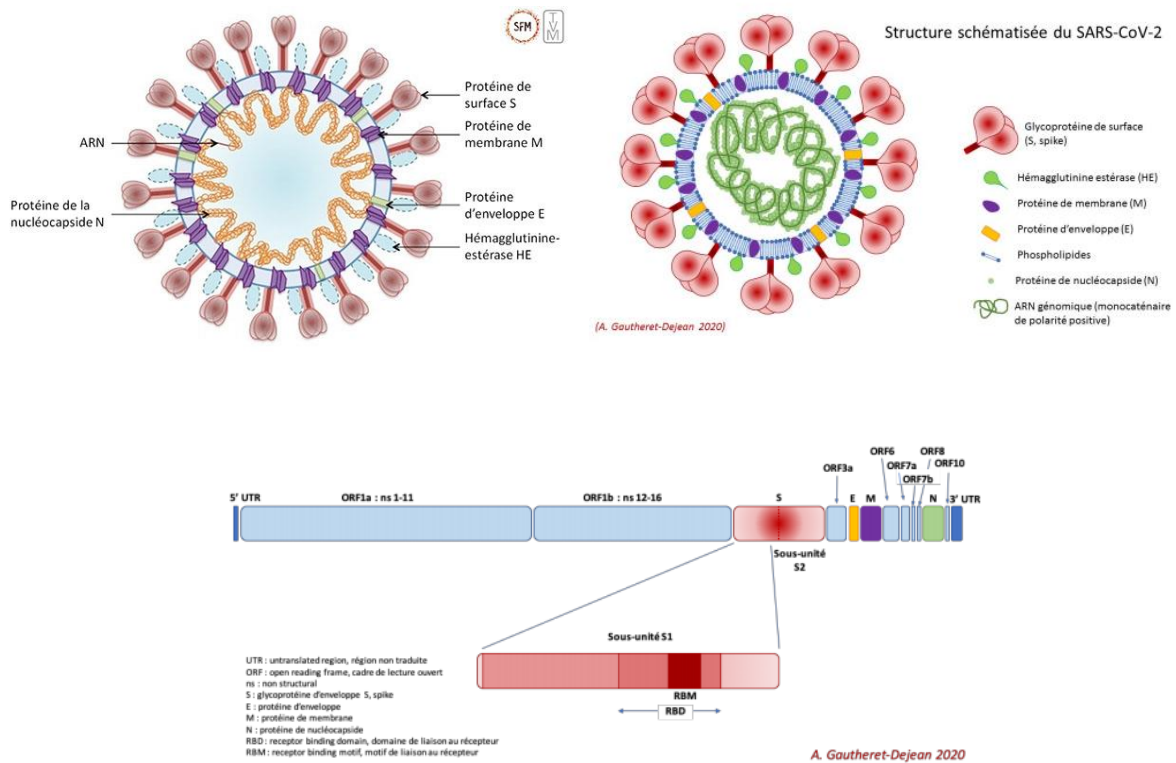 SFM
TVM
Protéine de
surface S
Protéine de
membrane M
ARN
Protéine de la
nucléocapside N
Protéine
d'enveloppe E
Hémagglutinine-
estérase HE
Structure schématisée du SARS-CoV-2
Glycoprotéine de surface
(S, spike)
Hémagglutinine estérase (HE)
Protéine de membrane (M)
Protéine d'enveloppe (E)
Phospholipides
Protéine de nucléocapside (N)
ARN génomique (monocaténaire
de polarité positive)
(A. Gautheret-Dejean 2020)
ORF6
ORF8
ORF3a
ORF7a
ORF10
ORF7b
5' UTR
ORF1a : ns 1-11
ORF1b : ns 12-16
S
E
M
N
3' UTR
Sous-unité
S2
Sous-unité S1
RBM
RBD
UTR : untranslated region, région non traduite
ORF : open reading frame, cadre de lecture ouvert
ns : non structural
S : glycoprotéine d'enveloppe S, spike
E : protéine d'enveloppe
M : protéine de membrane
N : protéine de nucléocapside
RBD : receptor binding domain, domaine de liaison au récepteur
RBM : receptor binding motif, motif de liaison au récepteur
A. Gautheret-Dejean 2020